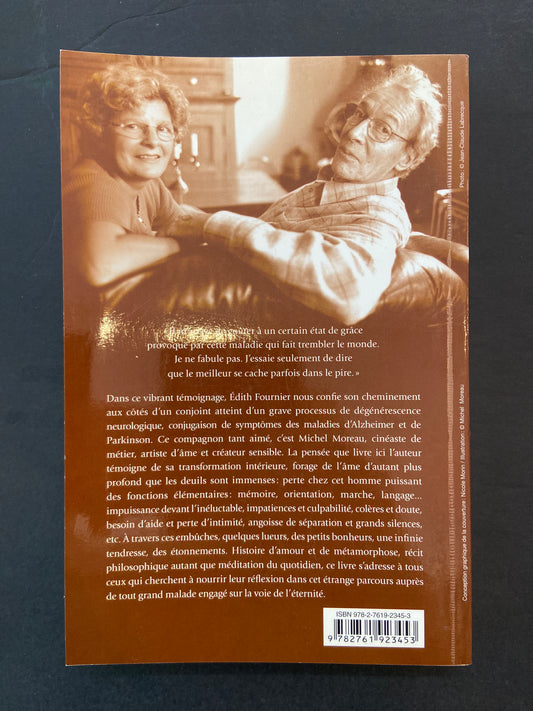 à un certain état de grâce
provoqué par cette maladie qui fait trembler le monde.
Je ne fabule pas. J'essaie seulement de dire
que le meilleur se cache parfois dans le pire. »
Dans ce vibrant témoignage, Édith Fournier nous confie son cheminement
aux côtés d'un conjoint atteint d'un grave processus de dégénérescence
neurologique, conjugaison de symptômes des maladies d'Alzheimer et de
Parkinson. Ce compagnon tant aimé, c'est Michel Moreau, cinéaste de
métier, artiste d'âme et créateur sensible. La pensée que livre ici l'auteur
témoigne de sa transformation intérieure, forage de l'âme d'autant plus
profond que les deuils sont immenses : perte chez cet homme puissant
des fonctions élémentaires : mémoire, orientation, marche, langage...
impuissance devant l'inéluctable, impatiences et culpabilité, colères et doute,
besoin d'aide et perte d'intimité, angoisse de séparation et grands silences,
etc. À travers ces embûches, quelques lueurs, des petits bonheurs, une infinie
tendresse, des étonnements. Histoire d'amour et de métamorphose, récit
philosophique autant que méditation du quotidien, ce livre s'adresse à tous
ceux qui cherchent à nourrir leur réflexion dans cet étrange parcours auprès
de tout grand malade engagé sur la voie de l'éternité.
ISBN 978-2-7619-2345-3
9 782761 923453
Photo : © Jean-Claude Labrecque
Conception graphique de la couverture : Nicole Morin / Illustration : © Michel Moreau